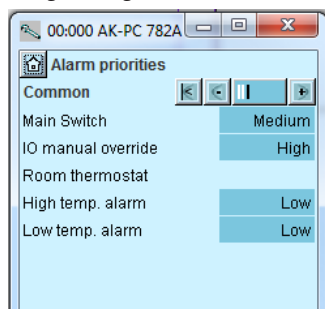 00:000 AK-PC 782A
Alarm priorities
Common
Main Switch Medium
IO manual override High
Room thermostat
High temp. alarm Low
Low temp. alarm Low